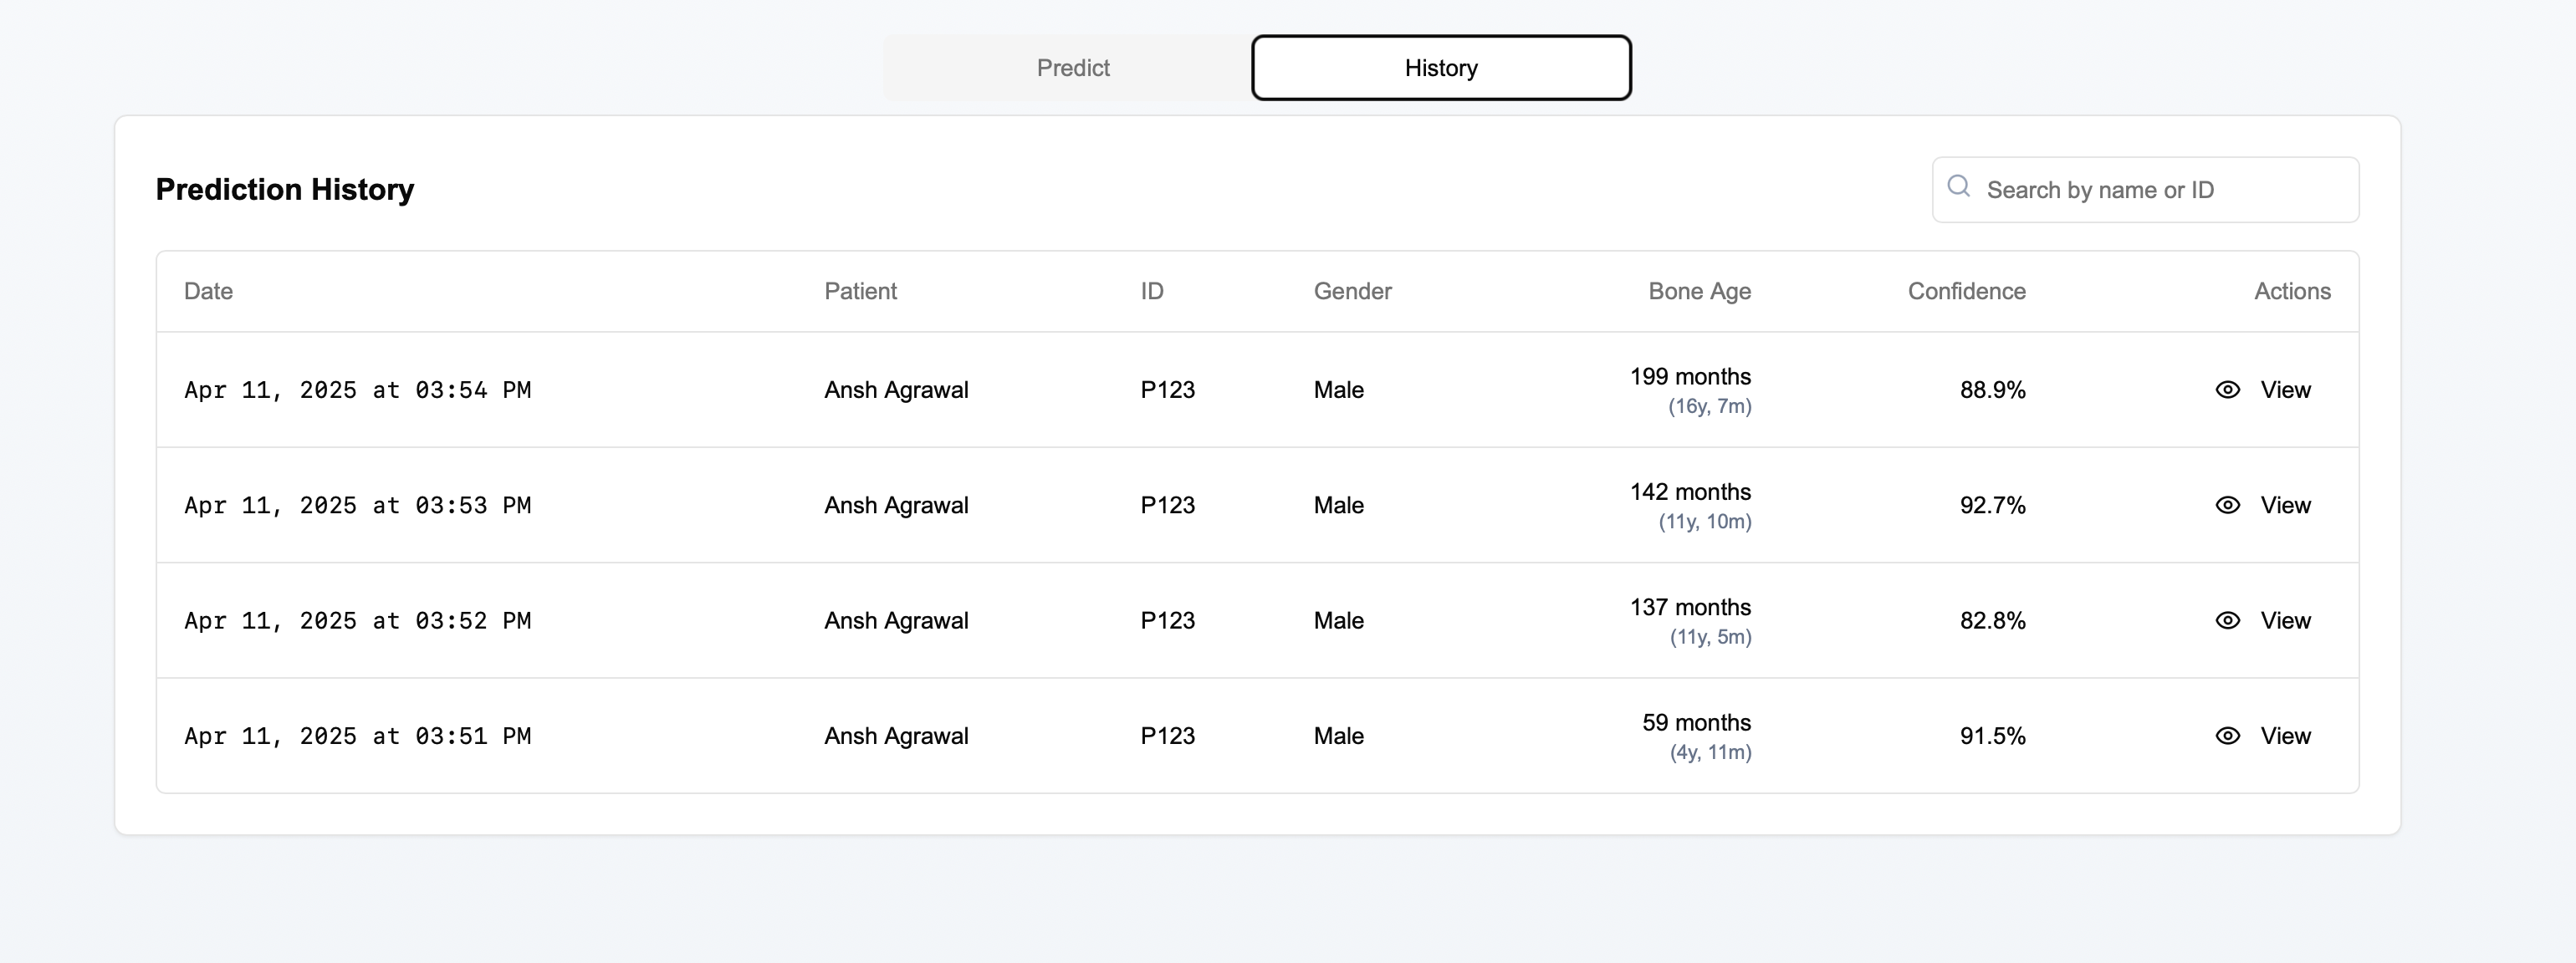 Predict History
Prediction History
Search by name or ID
Date Patient ID Gender Bone Age Confidence Actions
Apr 11, 2025 at 03:54 PM Ansh Agrawal P123 Male 199 months 88.9% View
(16y, 7m)
Apr 11, 2025 at 03:53 PM Ansh Agrawal P123 Male 142 months 92.7% View
(11y, 10m)
Apr 11, 2025 at 03:52 PM Ansh Agrawal P123 Male 137 months 82.8% View
(11y, 5m)
Apr 11, 2025 at 03:51 PM Ansh Agrawal P123 Male 59 months 91.5% View
(4y, 11m)